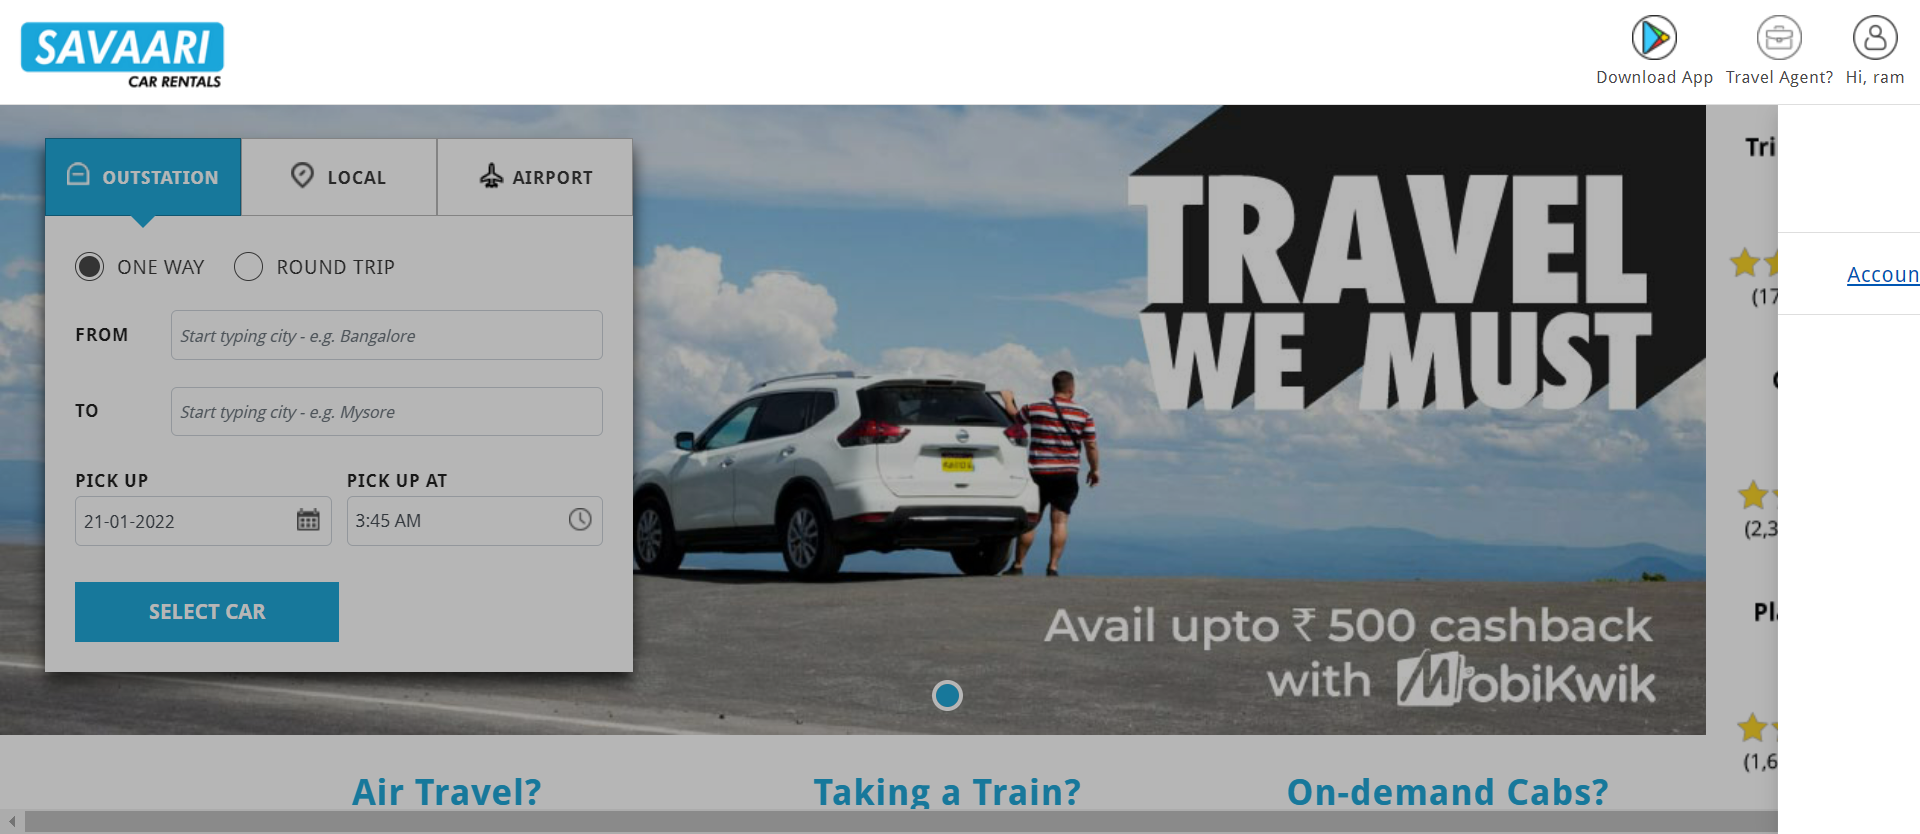 SAVAARI
CAR RENTALS
Download App
Travel Agent?
Hi, ram
OUTSTATION
LOCAL
AIRPORT
ONE WAY
ROUND TRIP
FROM
Start typing city - e.g. Bangalore
TO
Start typing city - e.g. Mysore
PICK UP
PICK UP AT
21-01-2022
3:45 AM
SELECT CAR
TRAVEL
WE MUST
Avail upto ₹ 500 cashback
with MobiKwik
Tri
(17
(2,3
Pl
(1,6
Accoun
Air Travel?
Taking a Train?
On-demand Cabs?